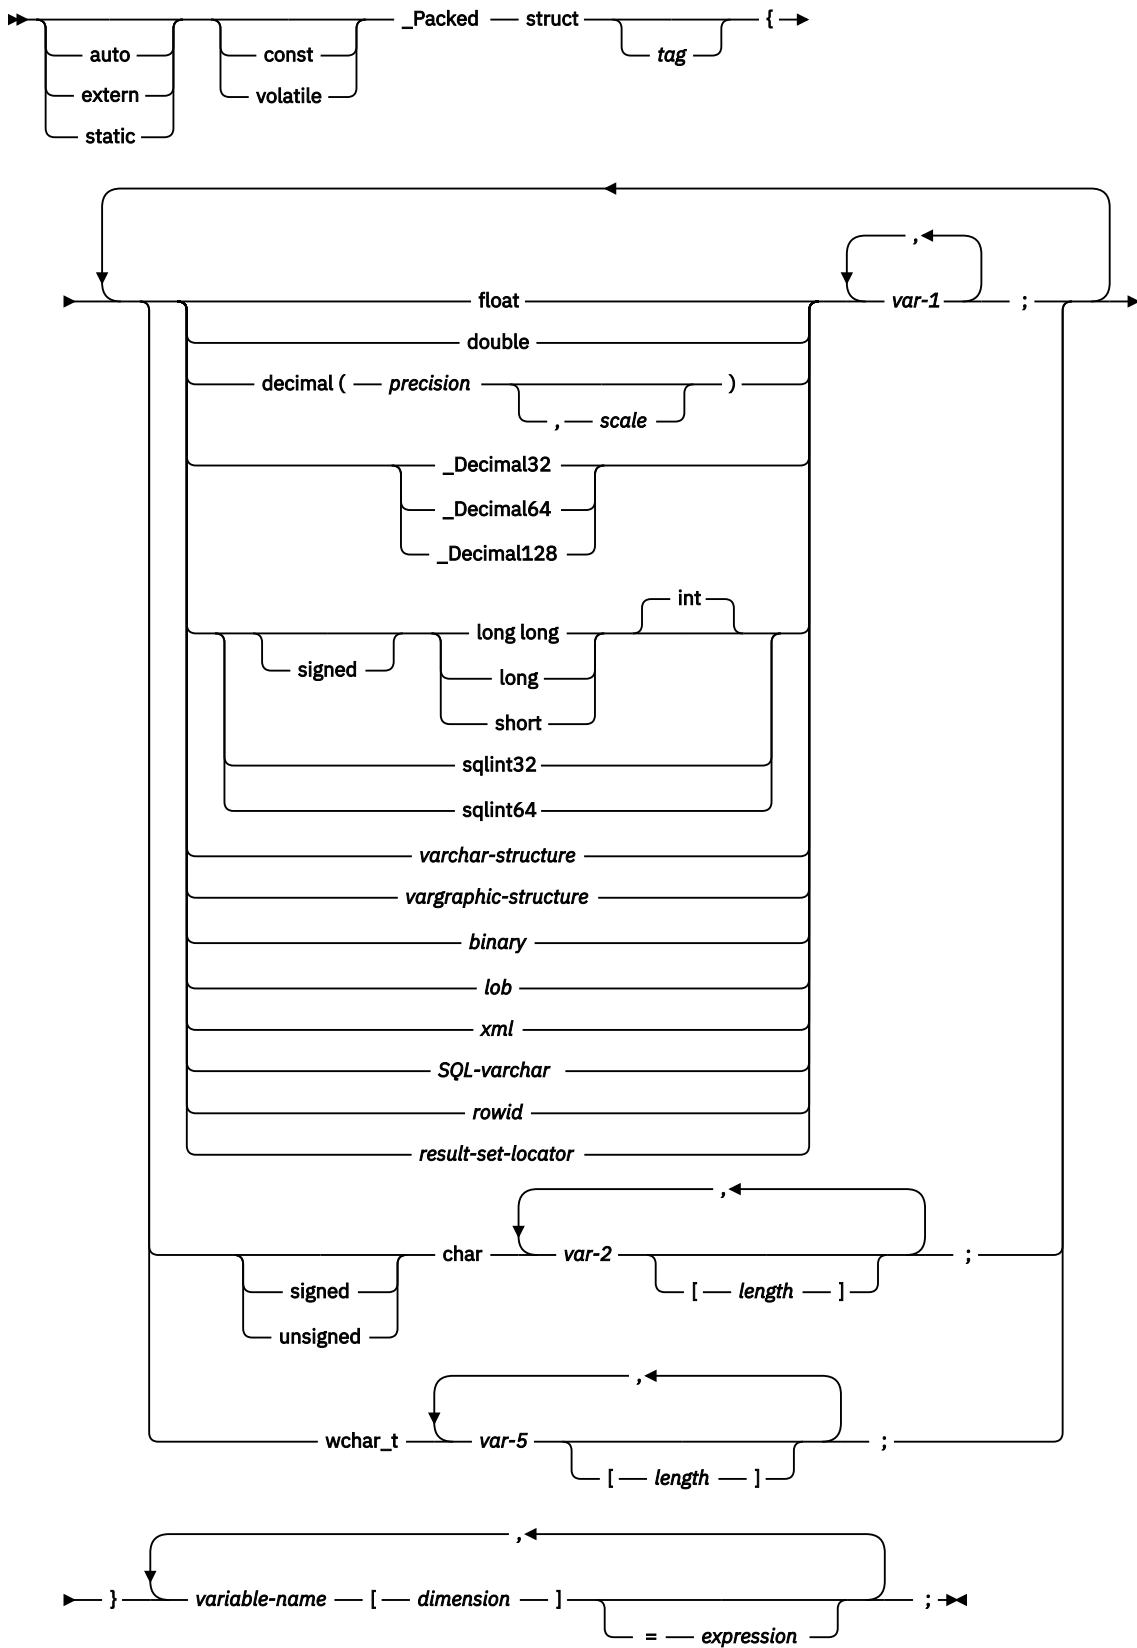 _Packed struct {
auto const tag
extern volatile
static
,
float var-1 ;
double
decimal ( precision )
, scale
_Decimal32
_Decimal64
_Decimal128
int
long long
signed long
short
sqlint32
sqlint64
varchar-structure
vargraphic-structure
binary
lob
xml
SQL-varchar
rowid
result-set-locator
,
char var-2 ;
signed [ length ]
unsigned
,
wchar_t var-5 ;
[ length ]
,
} variable-name [ dimension ] ;
= expression